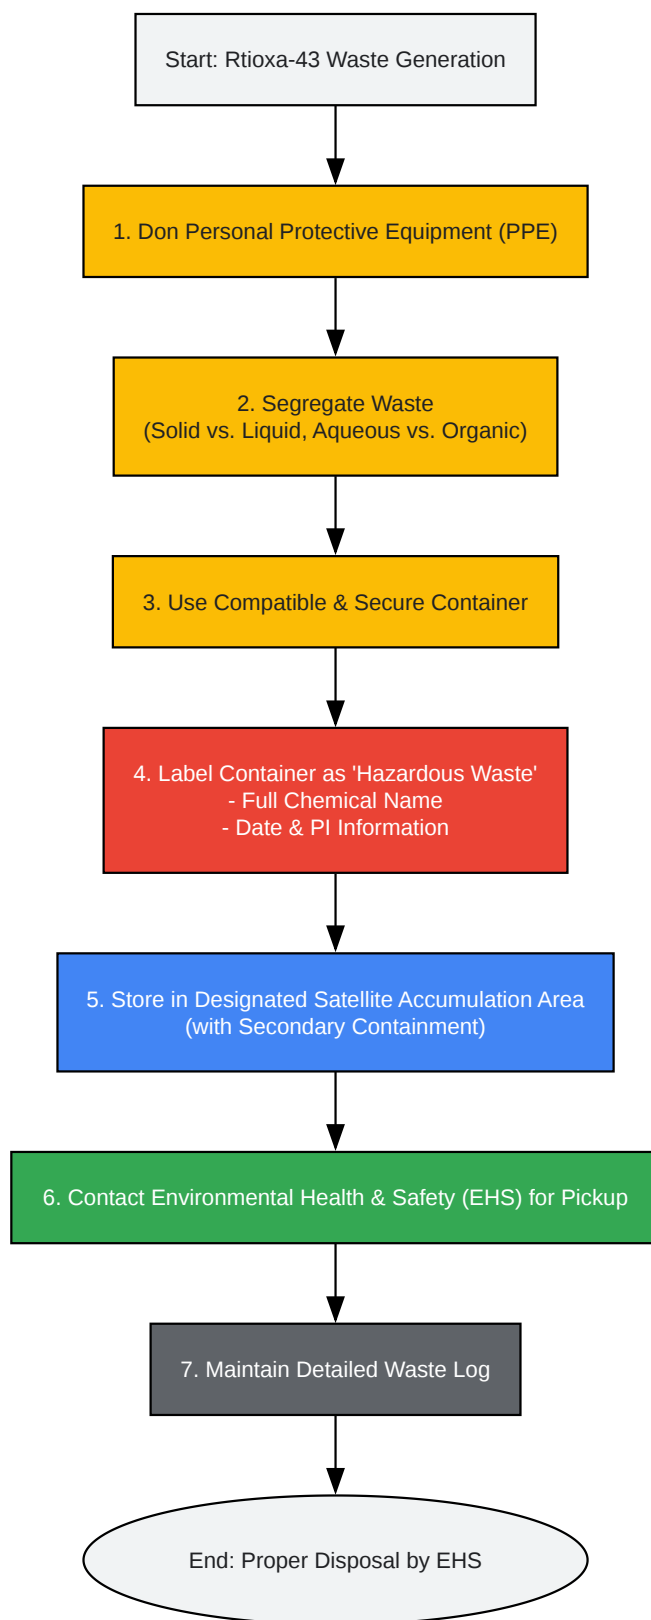 Start: Rtioxa-43 Waste Generation
1. Don Personal Protective Equipment (PPE)
2. Segregate Waste
(Solid vs. Liquid, Aqueous vs. Organic)
3. Use Compatible & Secure Container
4. Label Container as 'Hazardous Waste'
- Full Chemical Name
- Date & PI Information
5. Store in Designated Satellite Accumulation Area
(with Secondary Containment)
6. Contact Environmental Health & Safety (EHS) for Pickup
7. Maintain Detailed Waste Log
End: Proper Disposal by EHS